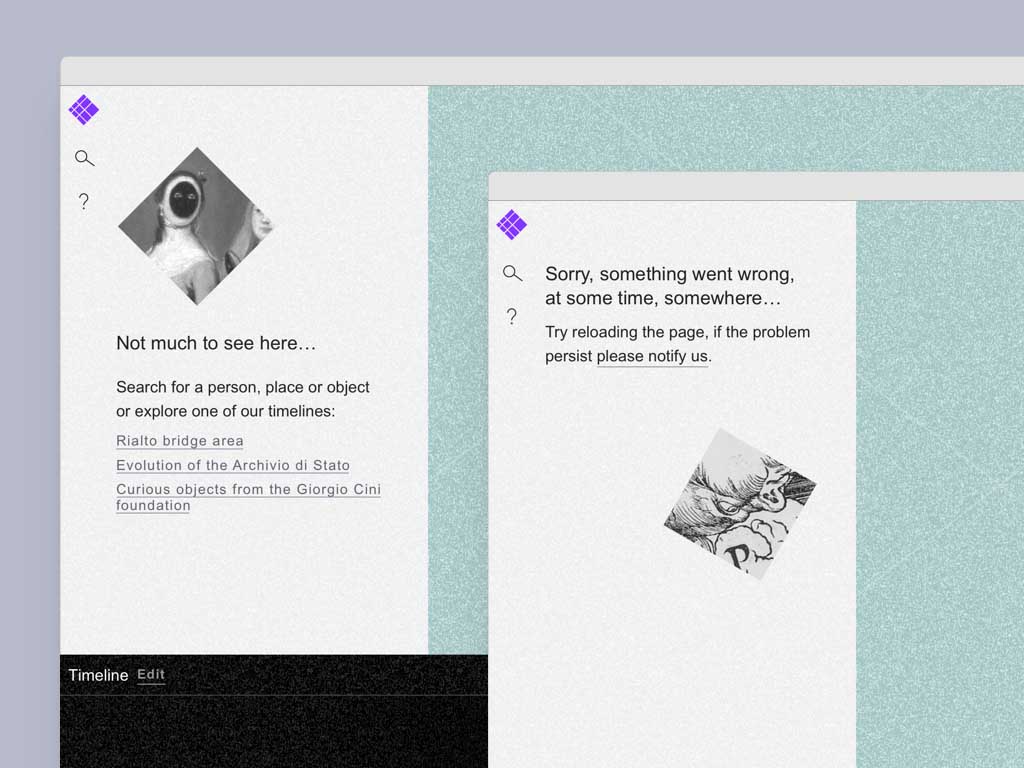 ?
Not much to see here…
Search for a person, place or object
or explore one of our timelines:
Rialto bridge area
Evolution of the Archivio di Stato
Curious objects from the Giorgio Cini
foundation
Timeline Edit
?
Sorry, something went wrong,
at some time, somewhere…
Try reloading the page, if the problem
persist please notify us.
P